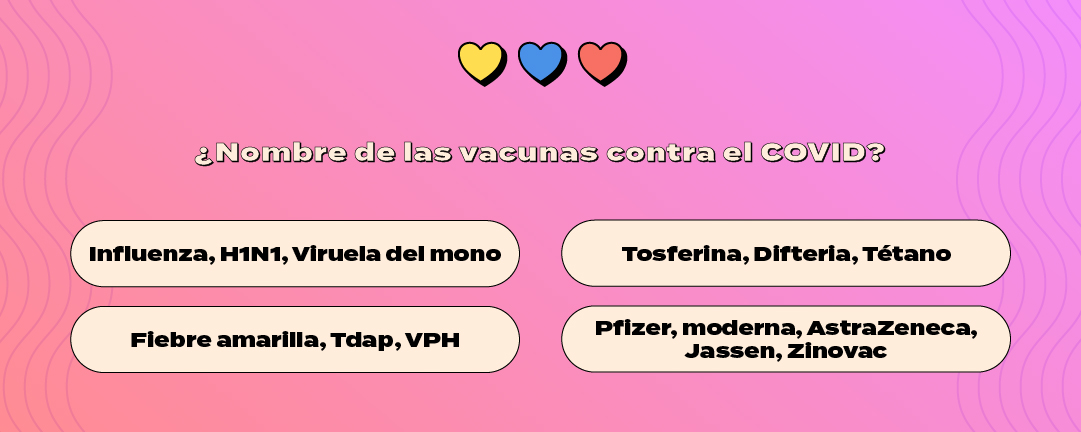 ¿Nombre de las vacunas contra el COVID?
Influenza, H1N1, Viruela del mono
Tosferina, Difteria, Tétano
Fiebre amarilla, Tdap, VPH
Pfizer, moderna, AstraZeneca,
Jassen, Zinovac